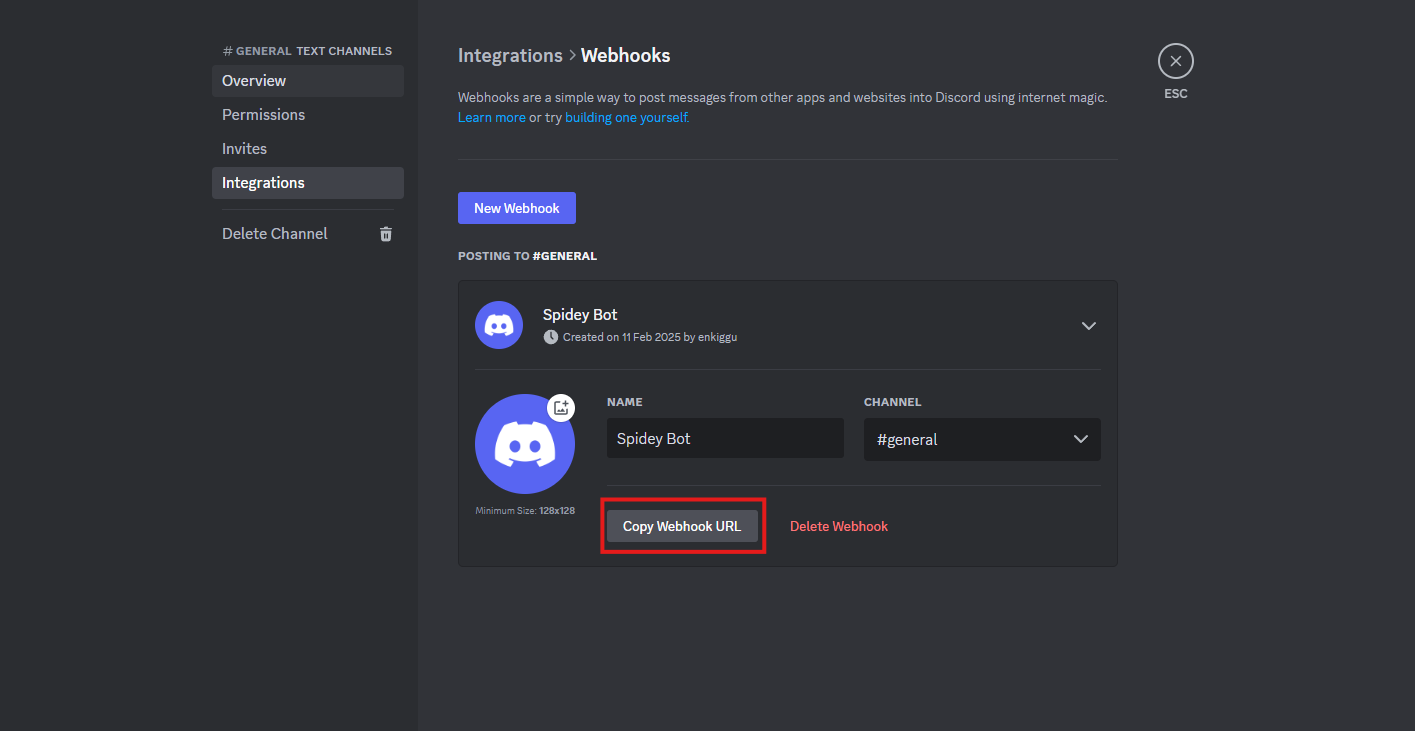 # GENERAL TEXT CHANNELS
Overview
Permissions
Invites
Integrations
Delete Channel
Integrations > Webhooks
Webhooks are a simple way to post messages from other apps and websites into Discord using internet magic.
Learn more or try building one yourself.
ESC
New Webhook
POSTING TO #GENERAL
Spidey Bot
Created on 11 Feb 2025 by enkiggu
Minimum Size: 128x128
NAME
Spidey Bot
CHANNEL
#general
Copy Webhook URL
Delete Webhook